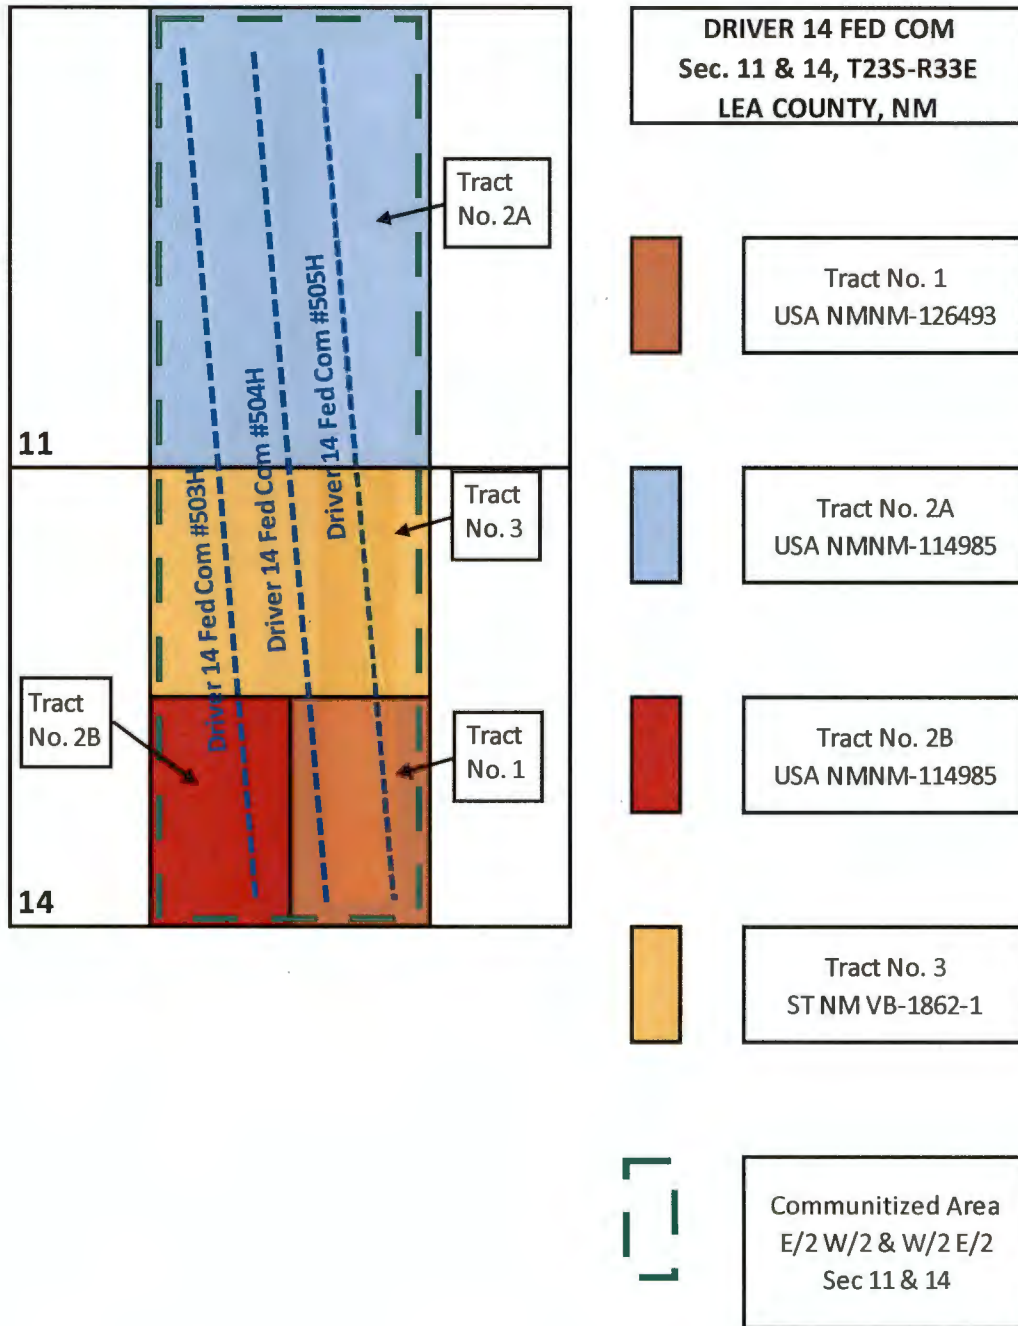 DRIVER 14 FED COM
Sec. 11 & 14, T23S-R33E
LEA COUNTY, NM
Tract
No. 2A
Driver 14 Fed Com #505H
Driver 14 Fed Com #504H
Driver 14 Fed Com #503H
11
Tract
No. 3
Tract
No. 2B
Tract
No. 1
14
Tract No. 1
USA NMNM-126493
Tract No. 2A
USA NMNM-114985
Tract No. 2B
USA NMNM-114985
Tract No. 3
ST NM VB-1862-1
Communitized Area
E/2 W/2 & W/2 E/2
Sec 11 & 14